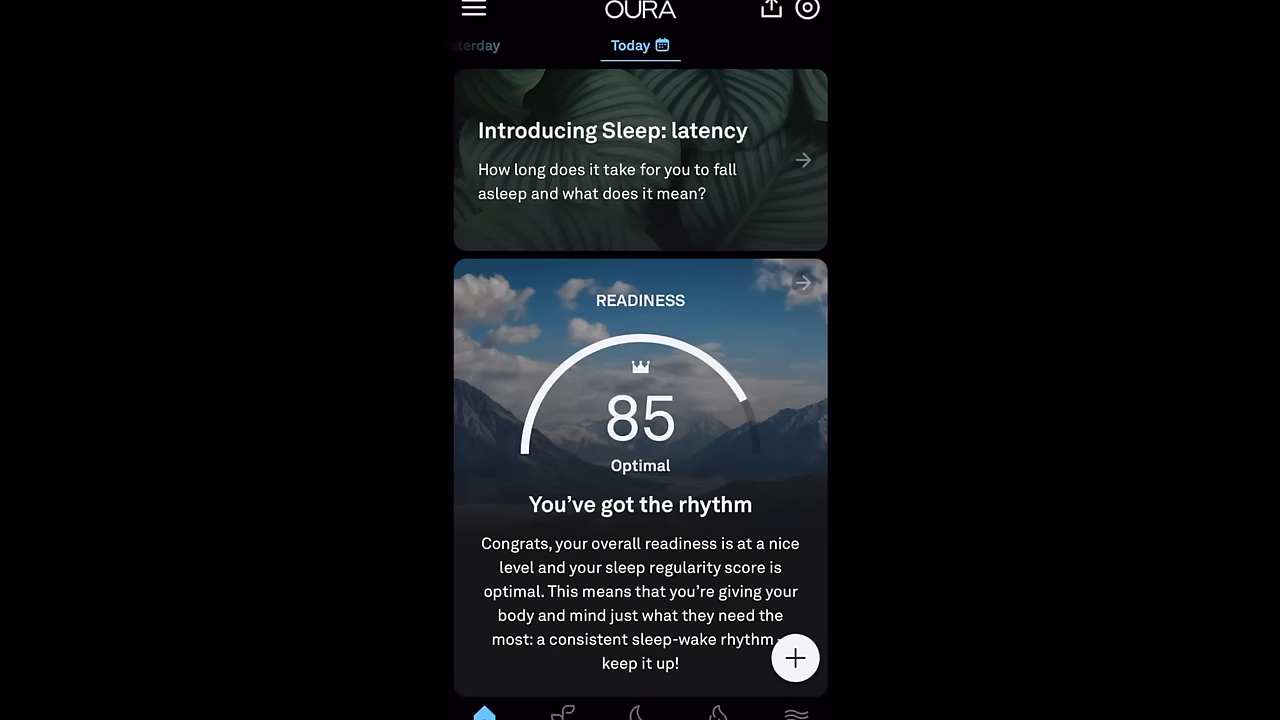 OURA
sterday
Today
Introducing Sleep: latency
How long does it take for you to fall
asleep and what does it mean?
READINESS
85
Optimal
You’ve got the rhythm
Congrats, your overall readiness is at a nice
level and your sleep regularity score is
optimal. This means that you’re giving your
body and mind just what they need the
most: a consistent sleep-wake rhythm -
keep it up!